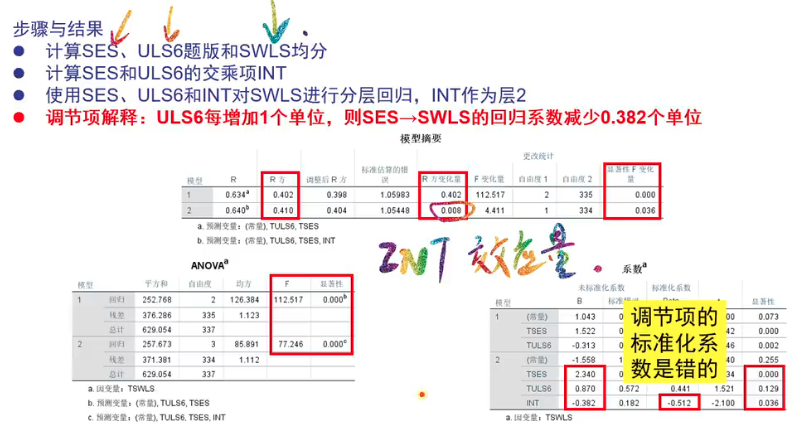 步骤与结果
● 计算SES、ULS6题版和SWLS均分
● 计算SES和ULS6的交乘项INT
● 使用SES、ULS6和INT对SWLS进行分层回归，INT作为层2
● 调节项解释：ULS6每增加1个单位，则SES→SWLS的回归系数减少0.382个单位
模型摘要
更改统计
模型 R R 方 调整后 R 方 标准估算的错误 R 方变化量 F 变化量 自由度 1 自由度 2 显著性 F 变化量
1 0.634a 0.402 0.398 1.05983 0.402 112.517 2 335 0.000
2 0.640b 0.410 0.404 1.05448 0.008 4.411 1 334 0.036
a. 预测变量：(常量), TULS6, TSES
b. 预测变量：(常量), TULS6, TSES, INT
INT 效应量.
ANOVAa
模型 平方和 自由度 均方 F 显著性
1 回归 252.768 2 126.384 112.517 0.000b
残差 376.286 335 1.123
总计 629.054 337
2 回归 257.673 3 85.891 77.246 0.000c
残差 371.381 334 1.112
总计 629.054 337
a. 因变量：TSWLS
b. 预测变量：(常量), TULS6, TSES
c. 预测变量：(常量), TULS6, TSES, INT
系数a
未标准化系数 标准化系数
模型 B 显著性
1 (常量) 1.043 0.073
TSES 1.522 0.000
TULS6 -0.313 0.002
2 (常量) -1.558 0.255
TSES 2.340 0.000
TULS6 0.870 0.572 0.441 1.521 0.129
INT -0.382 0.182 -0.512 -2.100 0.036
a. 因变量：TSWLS
调节项的
标准化系
数是错的